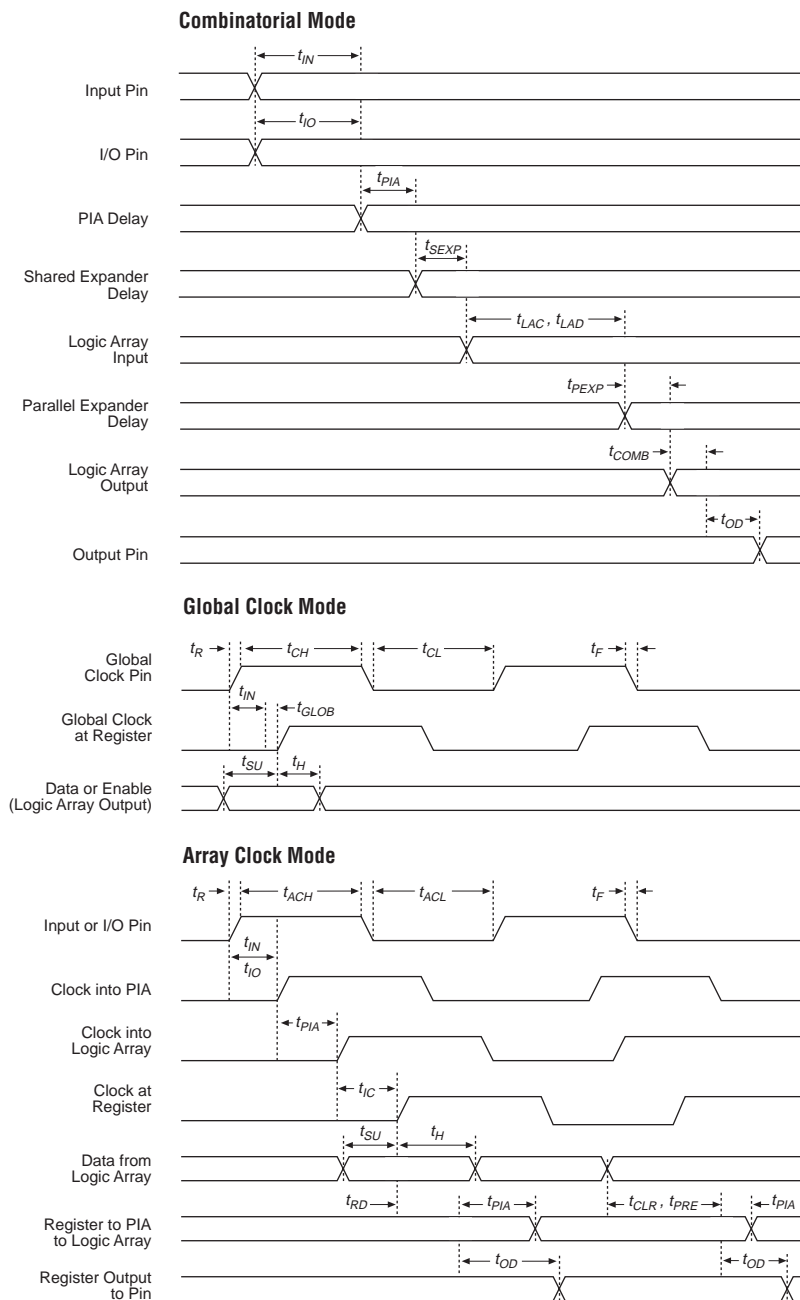 Combinatorial Mode
tIN
Input Pin
tIO
I/O Pin
tPIA
PIA Delay
tSEXP
Shared Expander
Delay
tLAC , tLAD
Logic Array
Input
tPEXP
Parallel Expander
Delay
tCOMB
Logic Array
Output
tOD
Output Pin
Global Clock Mode
tR
tCH
tCL
tF
Global
Clock Pin
tIN
tGLOB
Global Clock
at Register
tSU
tH
Data or Enable
(Logic Array Output)
Array Clock Mode
tR
tACH
tACL
tF
Input or I/O Pin
tIN
tIO
Clock into PIA
tPIA
Clock into
Logic Array
tIC
Clock at
Register
tSU
tH
Data from
Logic Array
tRD
tPIA
tCLR , tPRE
tPIA
Register to PIA
to Logic Array
tOD
tOD
Register Output
to Pin